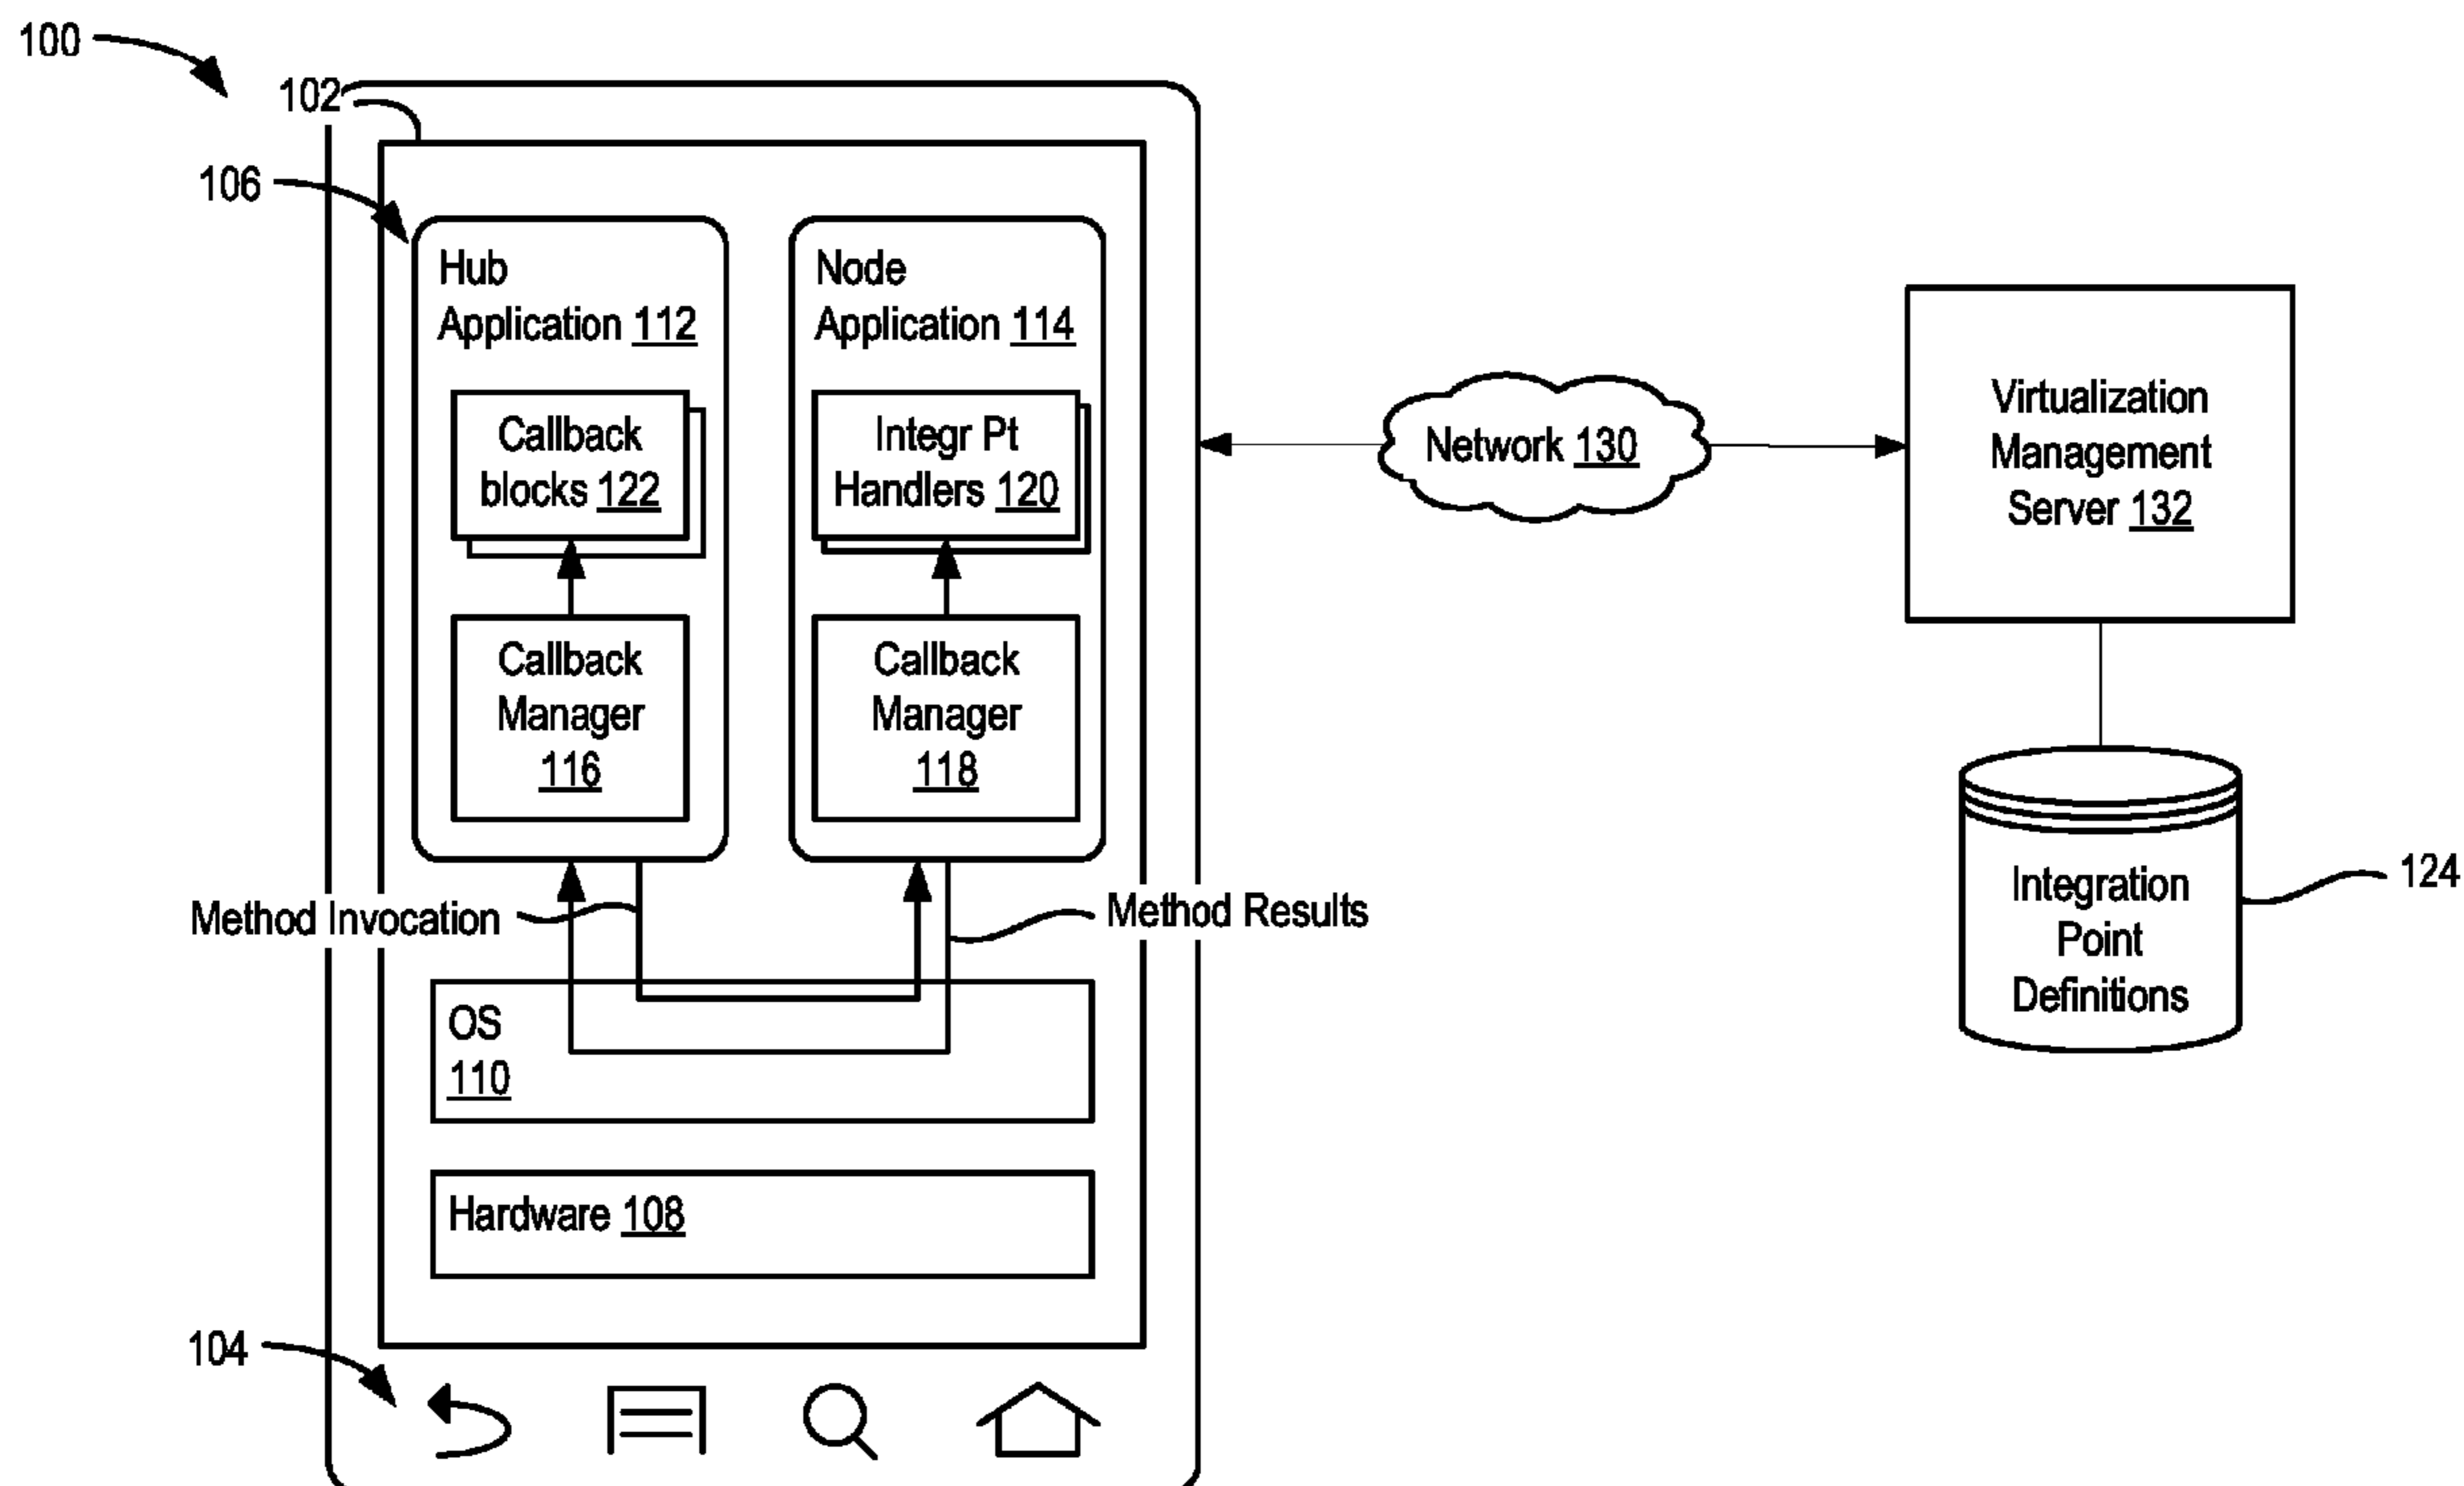 100
102
106
Hub
Application 112
Callback
blocks 122
Callback
Manager
116
Node
Application 114
Integr Pt
Handlers 120
Callback
Manager
118
Method Invocation
Method Results
OS
110
Hardware 108
104
Network 130
Virtualization
Management
Server 132
Integration
Point
Definitions
124